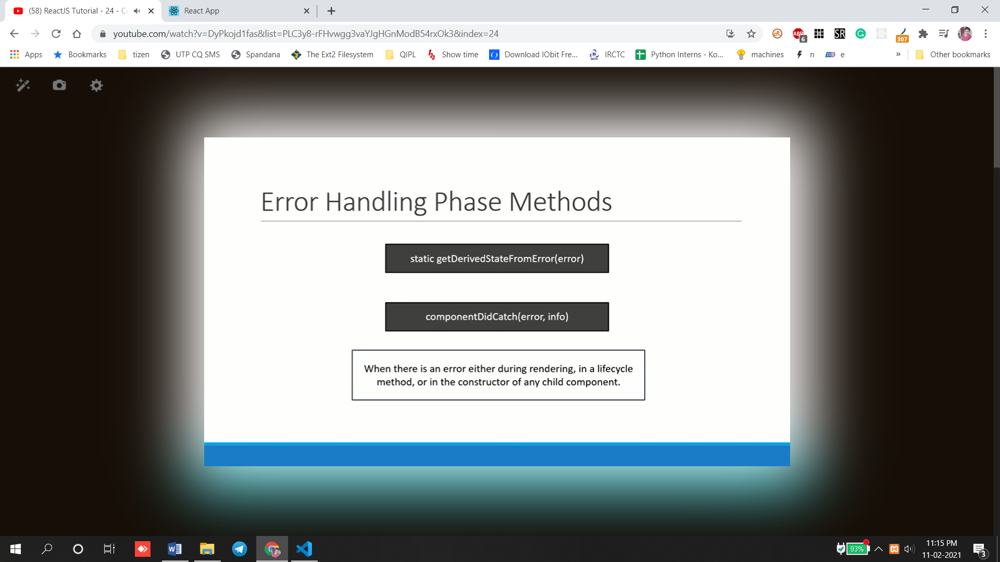 (58) ReactJS Tutorial - 24 - Co
React App
youtube.com/watch?v=DyPkojd1fas&list=PLC3y8-rFHvwgg3vaYJgHGnModB54rxOk3&index=24
ABP
6
SR
307
Apps
Bookmarks
tizen
UTP CQ SMS
Spandana
The Ext2 Filesystem
QIPL
Show time
Download IObit Fre...
IRCTC
Python Interns - Ko...
machines
n
e
»
Other bookmarks
Error Handling Phase Methods
static getDerivedStateFromError(error)
componentDidCatch(error, info)
When there is an error either during rendering, in a lifecycle
method, or in the constructor of any child component.
93%
11:15 PM
11-02-2021
3